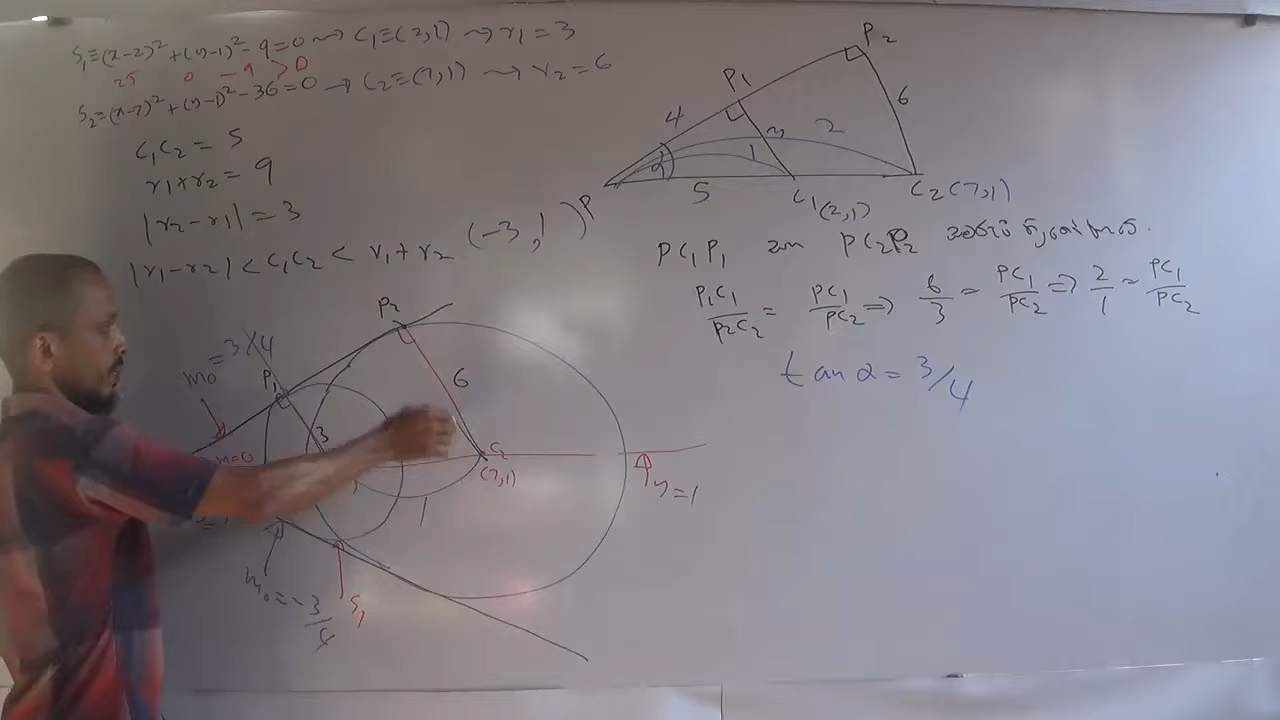 S₁≡(x-2)²+(y-1)²-9=0 ⇝ C₁≡(2,1) ⇝ r₁=3
25 0 -9 >0
S₂≡(x-7)²+(y-1)²-36=0 → C₂≡(7,1) ⇝ r₂=6
C₁C₂ = 5
r₁+r₂ = 9
|r₂-r₁| = 3
|r₁-r₂| < C₁C₂ < r₁+r₂
(-3,1)
P₂
P₁
4
6
3
2
1
α
P
5
C₁(2,1)
C₂(7,1)
PC₁P₁ හා PC₂P₂
P₁C₁/P₂C₂ = PC₁/PC₂ ⇒ 6/3 = PC₁/PC₂ ⇒ 2/1 = PC₁/PC₂
tan α = 3/4
P₂
m₀ = 3/4
P₁
6
3
m=0
C₂
(7,1)
y=1
1
m₀ = -3/4
S₁